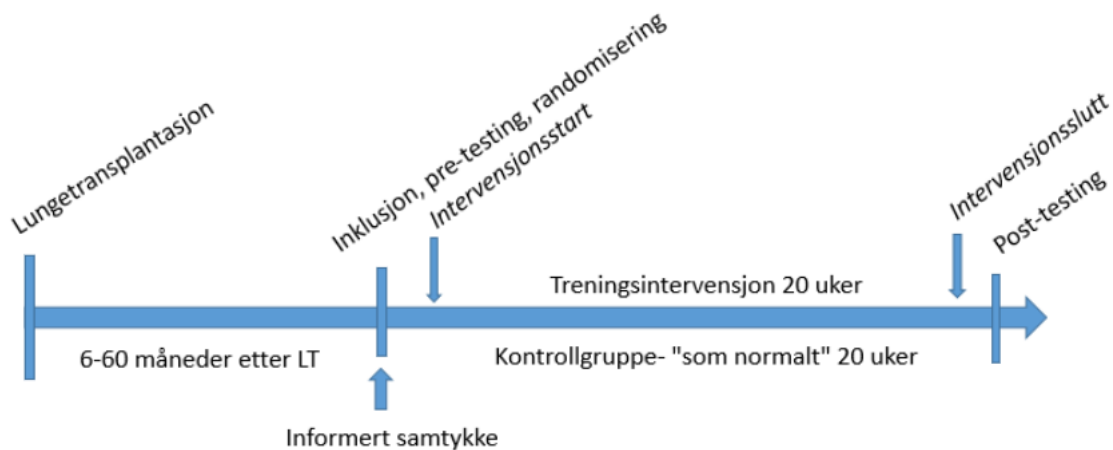 Lungetransplantasjon
Inklusjon, pre-testing, randomisering
Intervensjonsstart
Intervensjonsslutt
Post-testing
Treningsintervensjon 20 uker
6-60 måneder etter LT
Kontrollgruppe- "som normalt" 20 uker
Informert samtykke